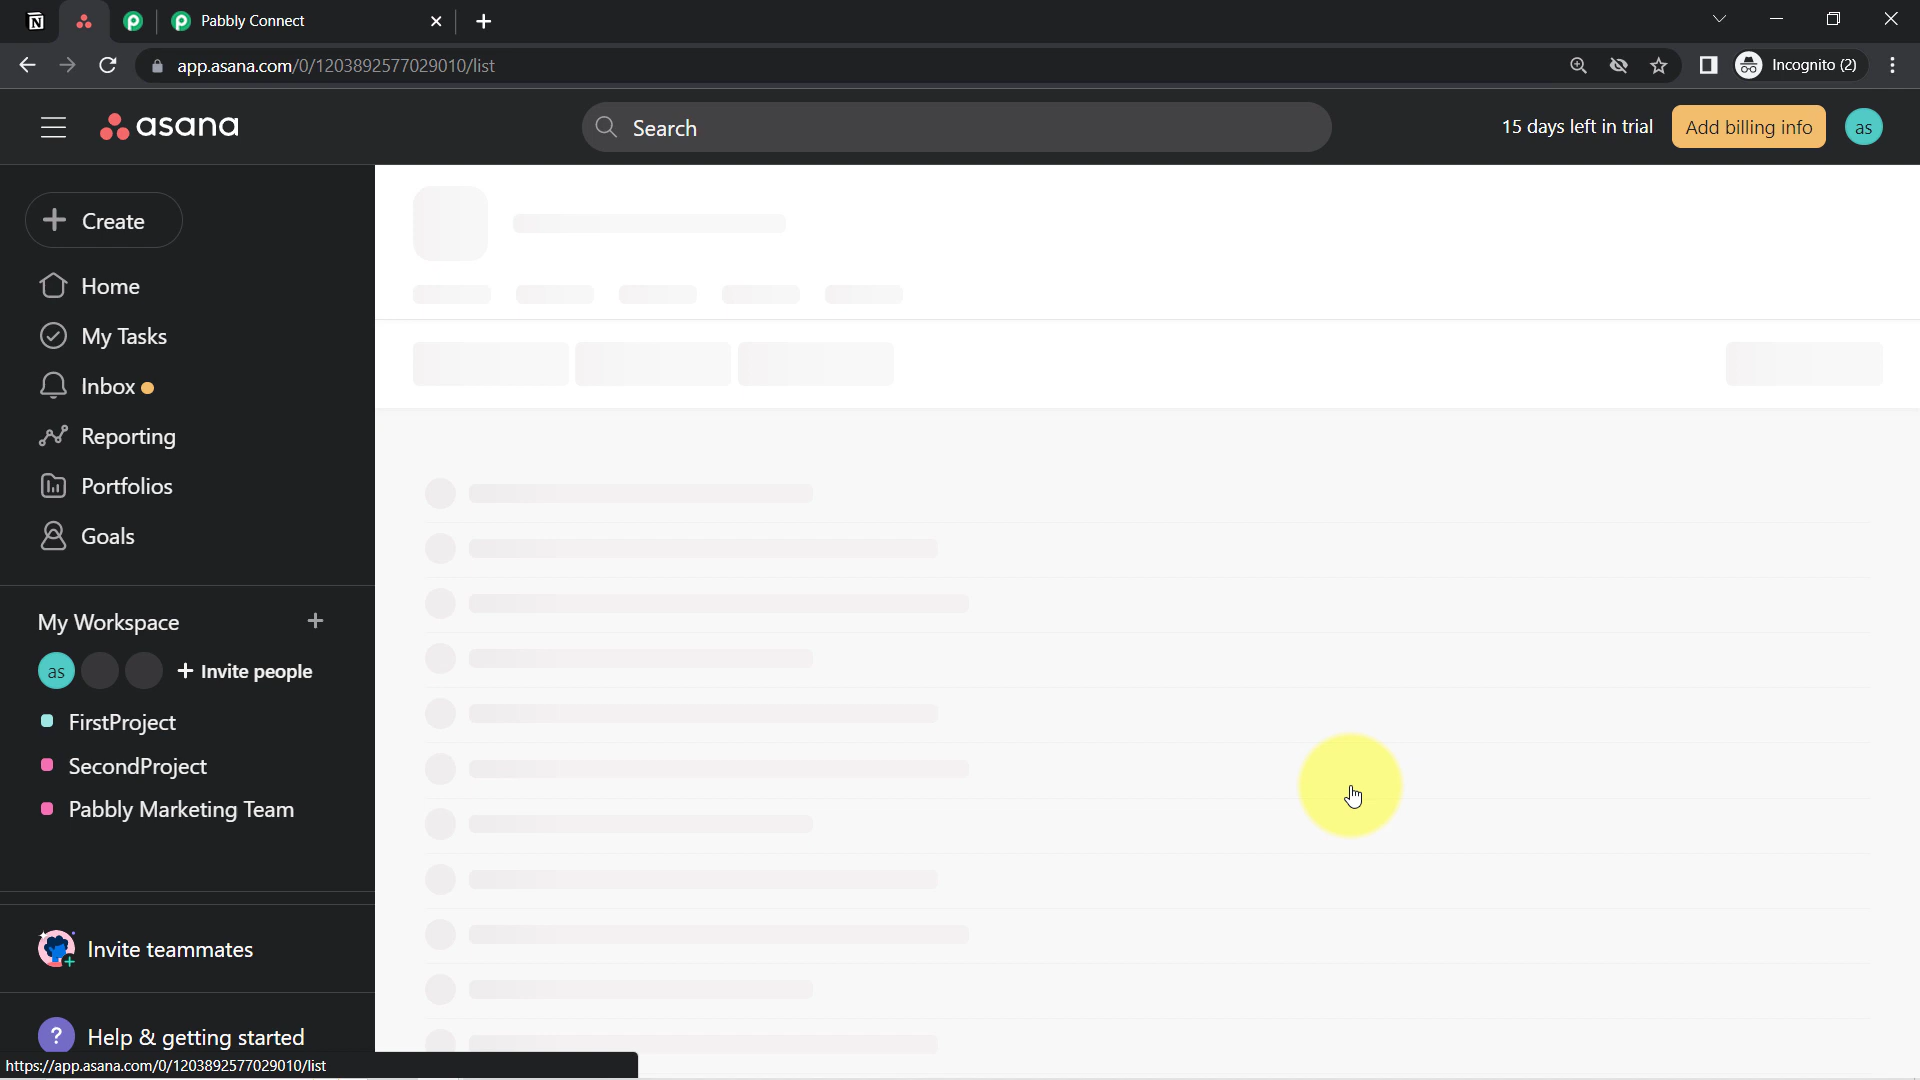 Pabbly Connect
app.asana.com/0/1203892577029010/list
Incognito (2)
asana
Search
15 days left in trial
Add billing info
as
Create
Home
My Tasks
Inbox
Reporting
Portfolios
Goals
My Workspace
as
Invite people
FirstProject
SecondProject
Pabbly Marketing Team
Invite teammates
? Help & getting started
https://app.asana.com/0/1203892577029010/list